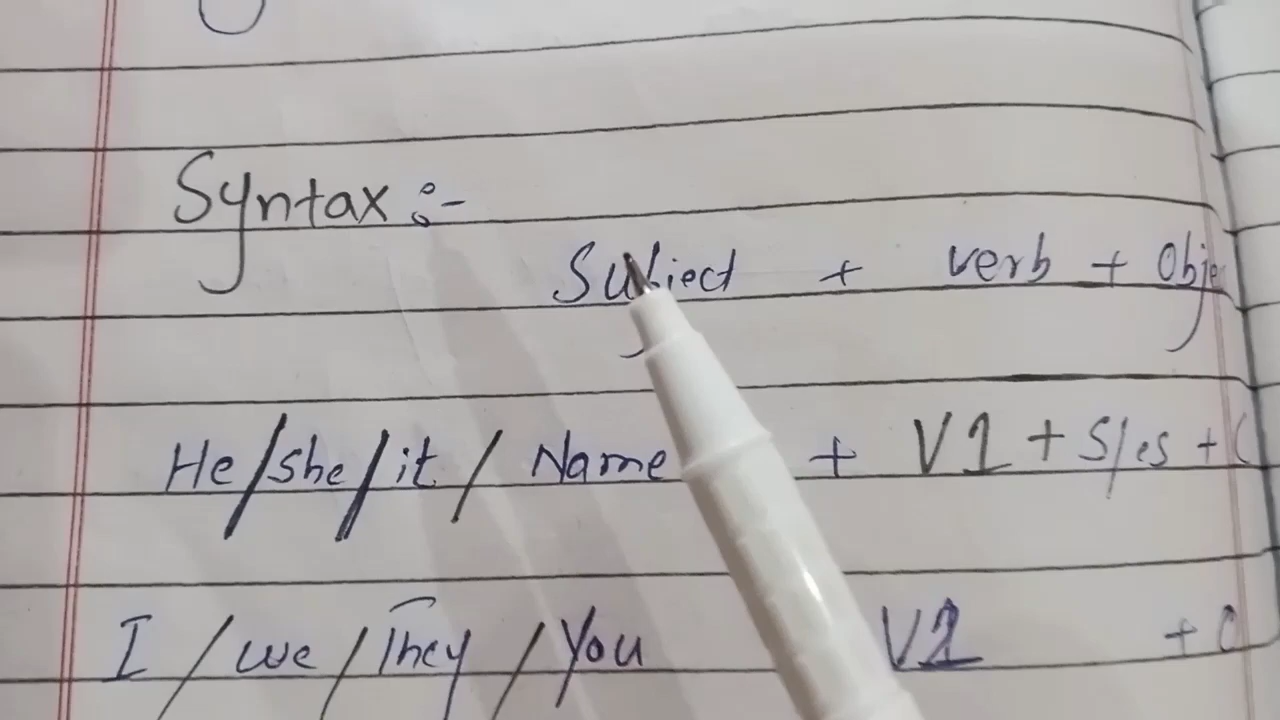 Syntax :-
Subject + verb + Obje
He/she/it/ Name + V1 + s/es +
I /we/They /You V1 + O